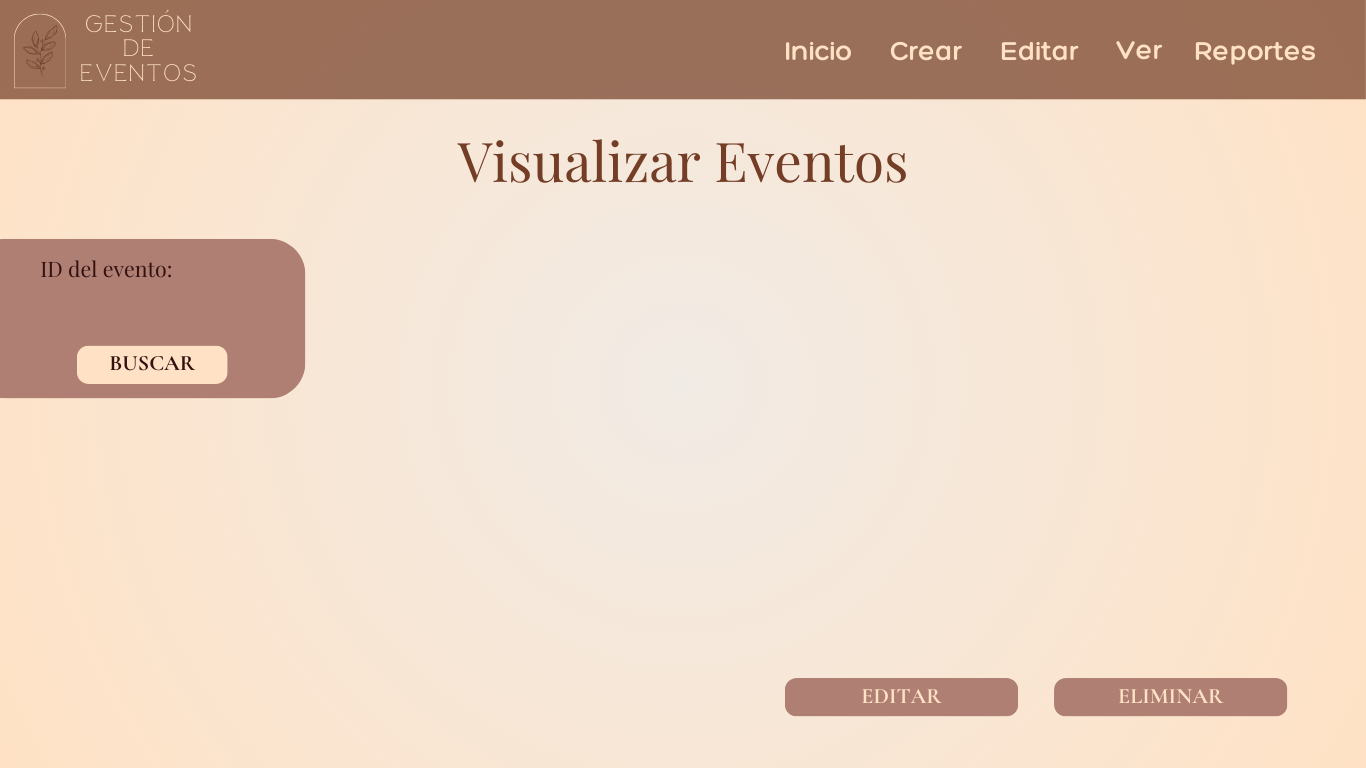 GESTIÓN
DE
EVENTOS
Inicio Crear Editar Ver Reportes
Visualizar Eventos
ID del evento:
BUSCAR
EDITAR ELIMINAR